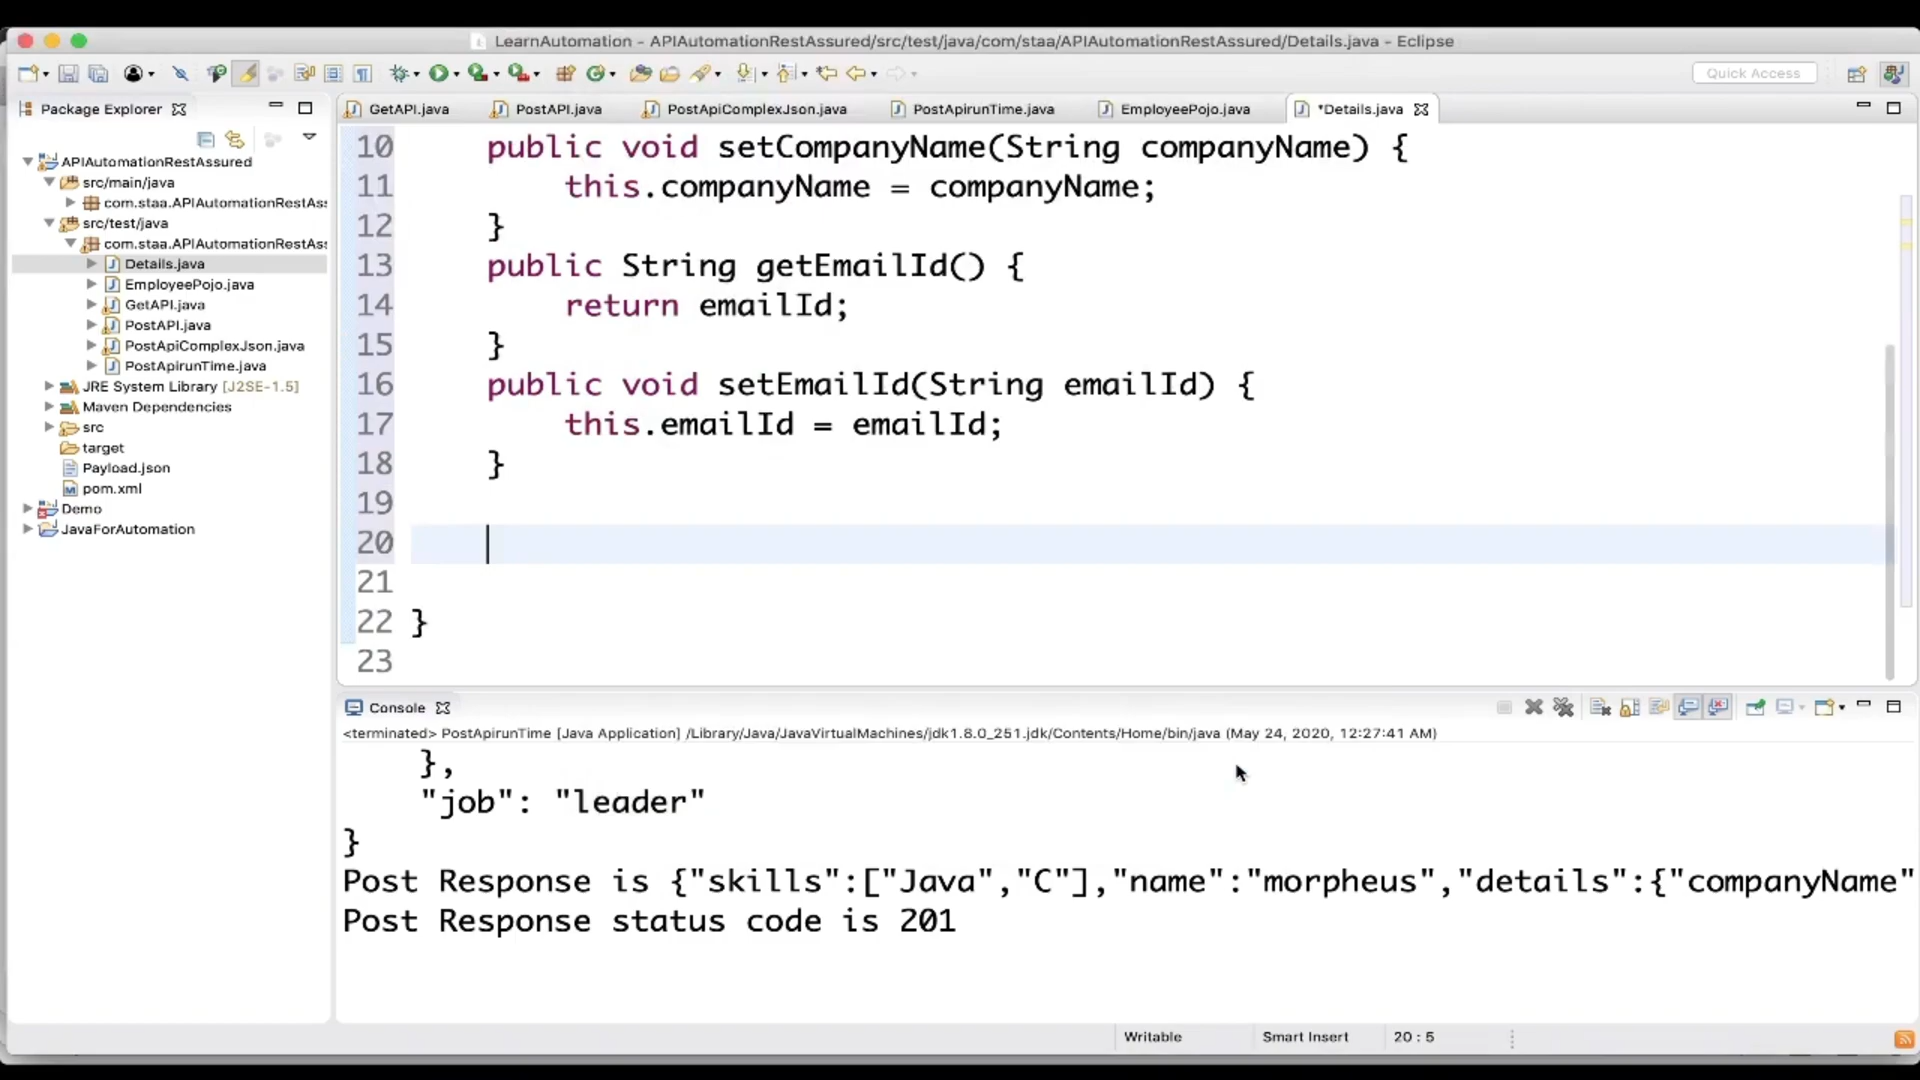 LearnAutomation - APIAutomationRestAssured/src/test/java/com/staa/APIAutomationRestAssured/Details.java - Eclipse
Quick Access
Package Explorer
GetAPI.java
PostAPI.java
PostApiComplexJson.java
PostApirunTime.java
EmployeePojo.java
*Details.java
APIAutomationRestAssured
src/main/java
com.staa.APIAutomationRestAs
src/test/java
com.staa.APIAutomationRestAs
Details.java
EmployeePojo.java
GetAPI.java
PostAPI.java
PostApiComplexJson.java
PostApirunTime.java
JRE System Library [J2SE-1.5]
Maven Dependencies
src
target
Payload.json
pom.xml
Demo
JavaForAutomation
10 public void setCompanyName(String companyName) {
11 this.companyName = companyName;
12 }
13 public String getEmailId() {
14 return emailId;
15 }
16 public void setEmailId(String emailId) {
17 this.emailId = emailId;
18 }
19
20
21
22 }
23
Console
<terminated> PostApirunTime [Java Application] /Library/Java/JavaVirtualMachines/jdk1.8.0_251.jdk/Contents/Home/bin/java (May 24, 2020, 12:27:41 AM)
},
"job": "leader"
}
Post Response is {"skills":["Java","C"],"name":"morpheus","details":{"companyName"
Post Response status code is 201
Writable
Smart Insert
20 : 5